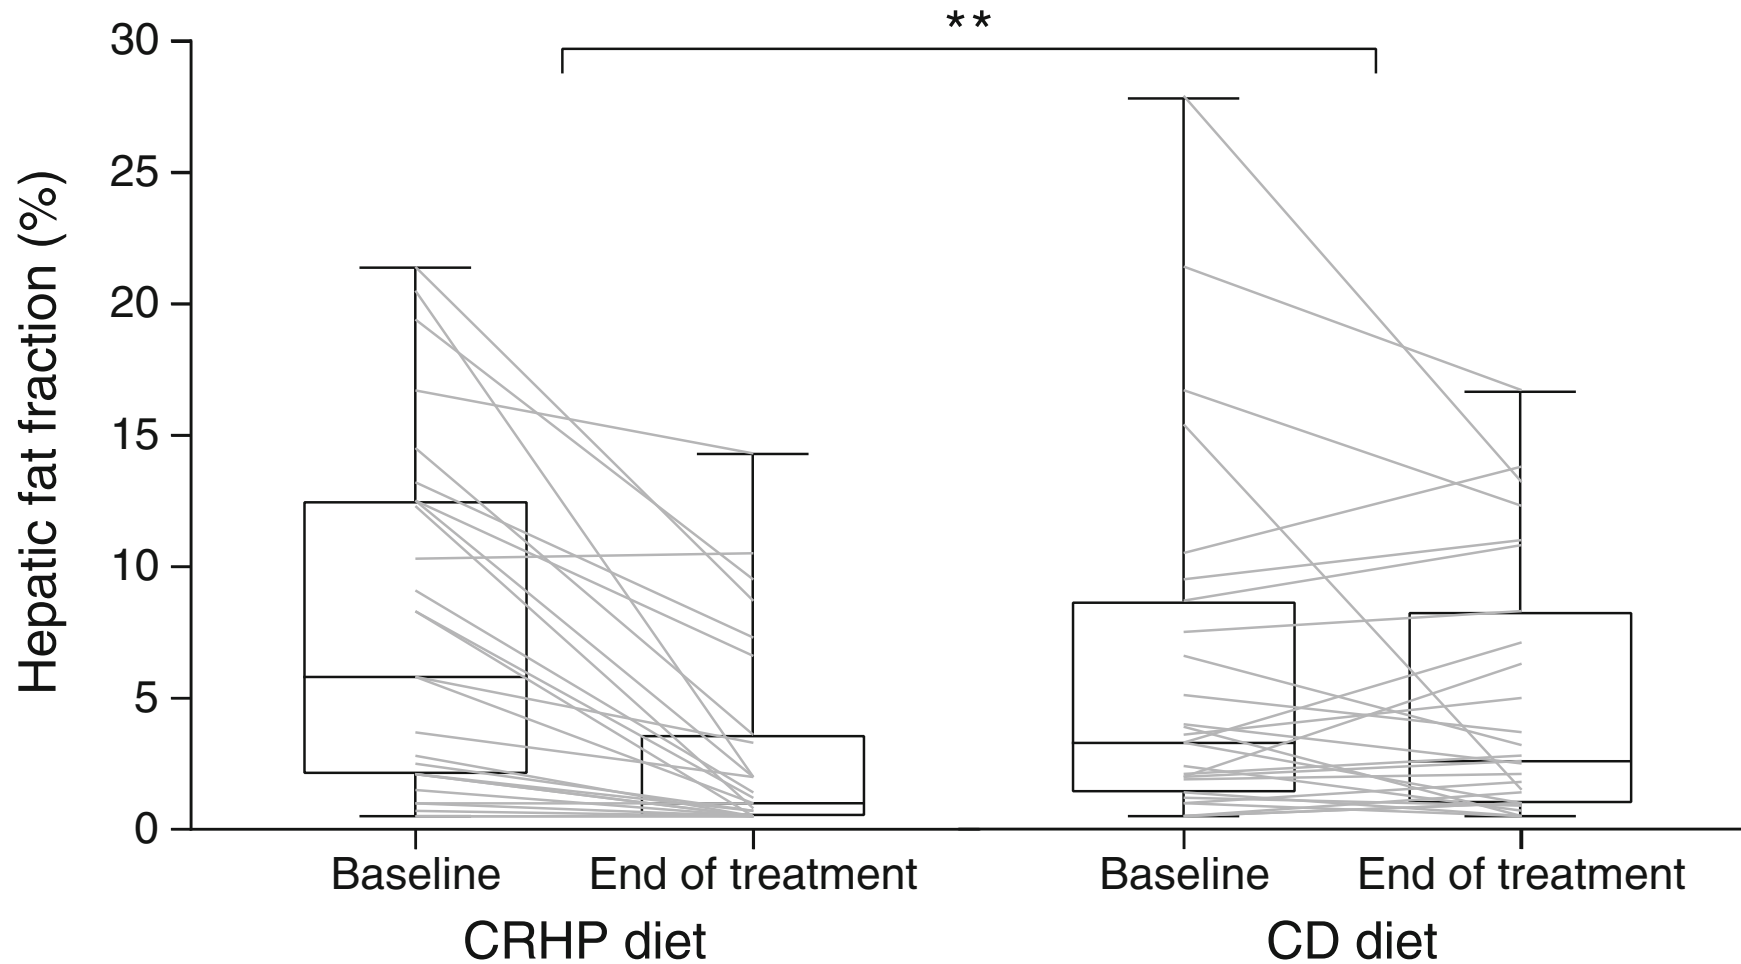 **
Hepatic fat fraction (%)
30
25
20
15
10
5
0
Baseline End of treatment Baseline End of treatment
CRHP diet CD diet